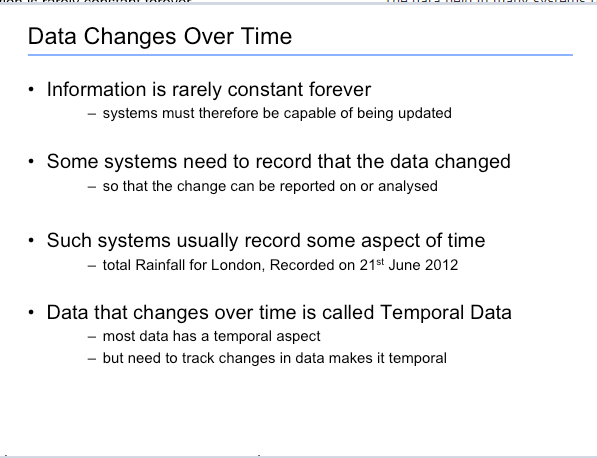 Data Changes Over Time
• Information is rarely constant forever
– systems must therefore be capable of being updated
• Some systems need to record that the data changed
– so that the change can be reported on or analysed
• Such systems usually record some aspect of time
– total Rainfall for London, Recorded on 21st June 2012
• Data that changes over time is called Temporal Data
– most data has a temporal aspect
– but need to track changes in data makes it temporal